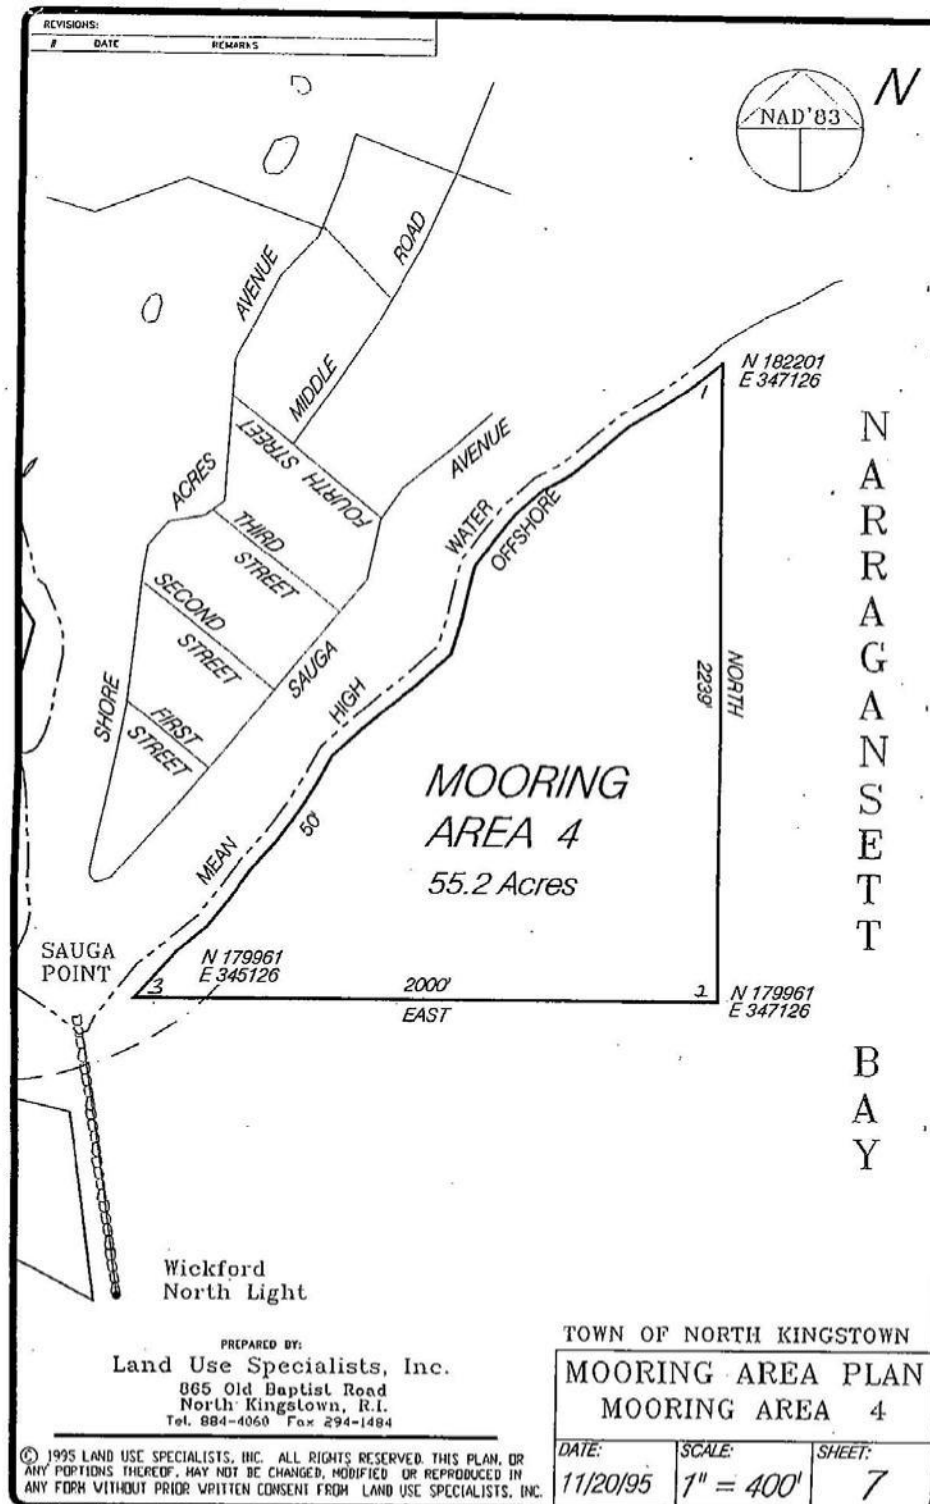 REVISIONS:
# DATE REMARKS
N
NAD'83
AVENUE
ROAD
MIDDLE
ACRES
FOURTH STREET
AVENUE
THIRD
STREET
SECOND
STREET
SAUGA
SHORE
FIRST
STREET
N 182201
E 347126
1
WATER
OFFSHORE
HIGH
MEAN
50'
NORTH
2239'
NARRAGANSETT
BAY
MOORING
AREA 4
55.2 Acres
SAUGA
POINT
N 179961
E 345126
3
2000'
EAST
2
N 179961
E 347126
Wickford
North Light
PREPARED BY:
Land Use Specialists, Inc.
865 Old Baptist Road
North Kingstown, R.I.
Tel. 884-4060 Fax 294-1484
© 1995 LAND USE SPECIALISTS, INC. ALL RIGHTS RESERVED. THIS PLAN, OR
ANY PORTIONS THEREOF, MAY NOT BE CHANGED, MODIFIED OR REPRODUCED IN
ANY FORM WITHOUT PRIOR WRITTEN CONSENT FROM LAND USE SPECIALISTS, INC.
TOWN OF NORTH KINGSTOWN
MOORING AREA PLAN
MOORING AREA 4
DATE: SCALE: SHEET:
11/20/95 1" = 400' 7